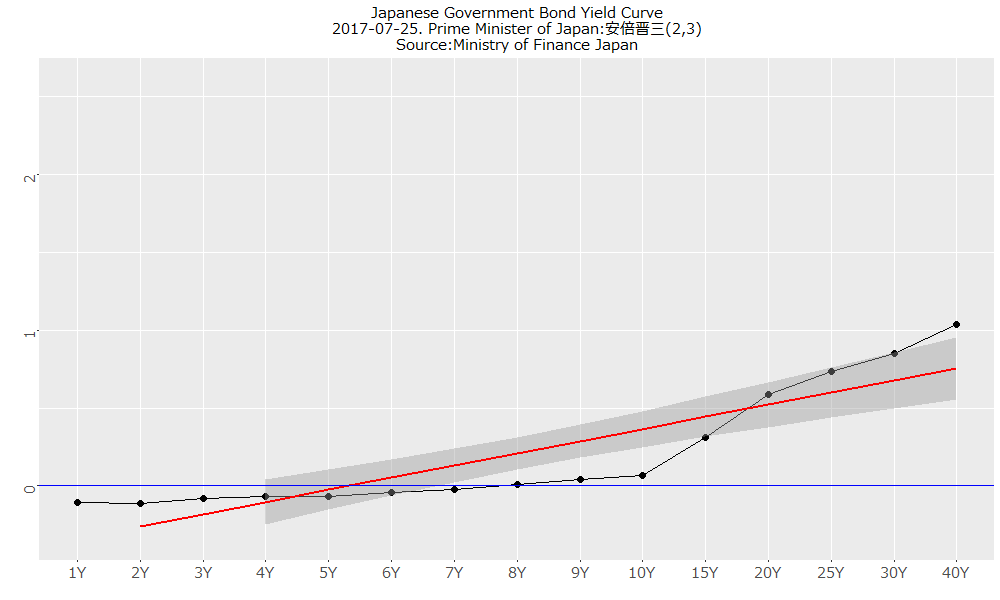 Japanese Government Bond Yield Curve
2017-07-25. Prime Minister of Japan:安倍晋三(2,3)
Source:Ministry of Finance Japan
2
1
0
1Y 2Y 3Y 4Y 5Y 6Y 7Y 8Y 9Y 10Y 15Y 20Y 25Y 30Y 40Y